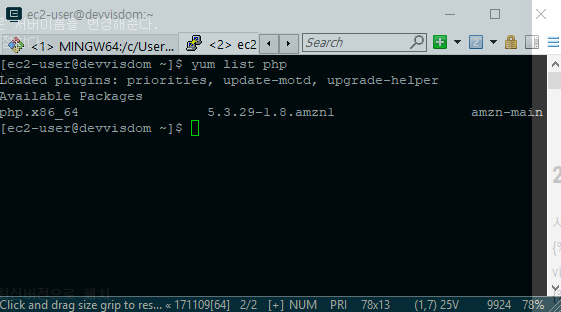 ec2-user@devvisdom:~
<1> MINGW64:/c/User...
<2> ec2
Search
[ec2-user@devvisdom ~]$ yum list php
Loaded plugins: priorities, update-motd, upgrade-helper
Available Packages
php.x86_64 5.3.29-1.8.amzn1 amzn-main
[ec2-user@devvisdom ~]$
Click and drag size grip to res... « 171109[64] 2/2 [+] NUM PRI 78x13 (1,7) 25V 9924 78%